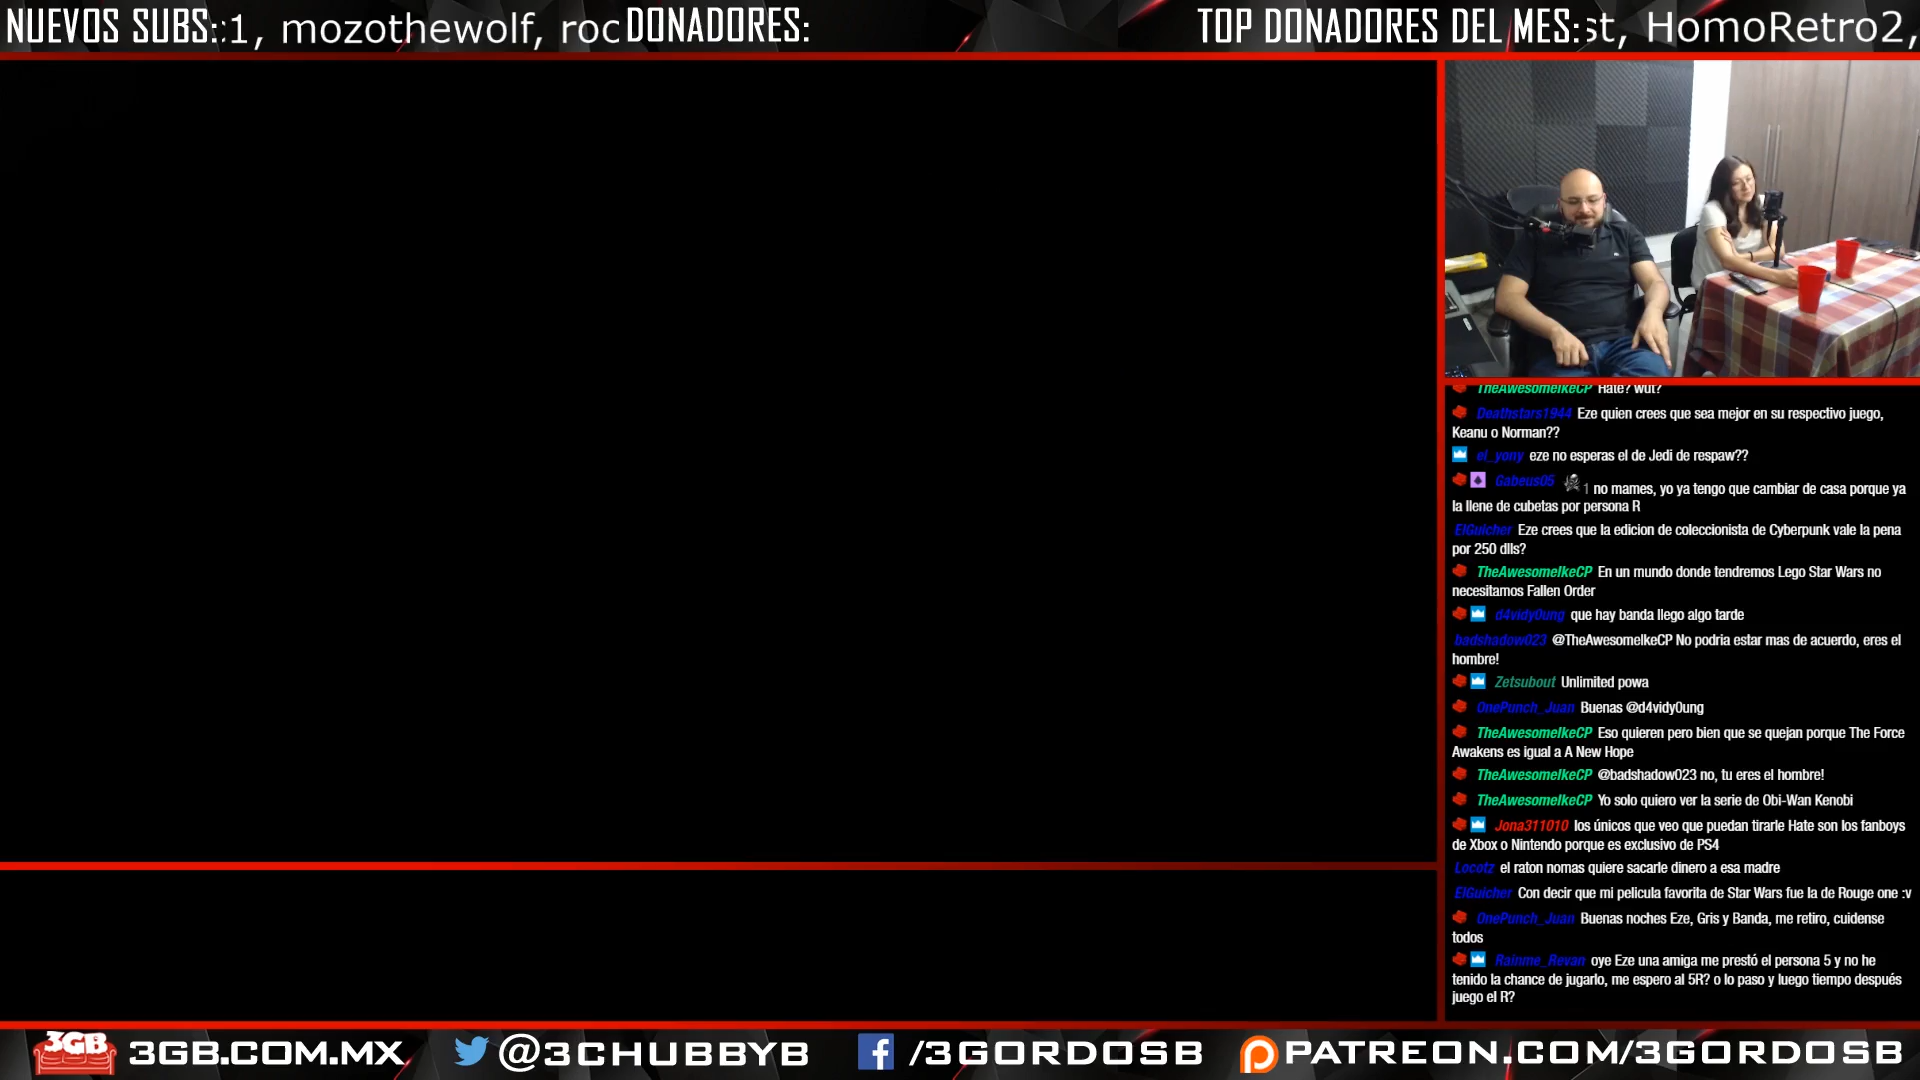 NUEVOS SUBS: :1, mozothewolf, roc DONADORES: TOP DONADORES DEL MES: st, HomoRetro2,
TheAwesomeIkeCP Hate? wut?
Deathstars1944 Eze quien crees que sea mejor en su respectivo juego,
Keanu o Norman??
el_yony eze no esperas el de Jedi de respaw??
Gabeus05 1 no mames, yo ya tengo que cambiar de casa porque ya
la llene de cubetas por persona R
ElGuicher Eze crees que la edicion de coleccionista de Cyberpunk vale la pena
por 250 dlls?
TheAwesomeIkeCP En un mundo donde tendremos Lego Star Wars no
necesitamos Fallen Order
d4vidy0ung que hay banda llego algo tarde
badshadow023 @TheAwesomeIkeCP No podria estar mas de acuerdo, eres el
hombre!
Zetsubout Unlimited powa
OnePunch_Juan Buenas @d4vidy0ung
TheAwesomeIkeCP Eso quieren pero bien que se quejan porque The Force
Awakens es igual a A New Hope
TheAwesomeIkeCP @badshadow023 no, tu eres el hombre!
TheAwesomeIkeCP Yo solo quiero ver la serie de Obi-Wan Kenobi
Jona311010 los únicos que veo que puedan tirarle Hate son los fanboys
de Xbox o Nintendo porque es exclusivo de PS4
Locotz el raton nomas quiere sacarle dinero a esa madre
ElGuicher Con decir que mi pelicula favorita de Star Wars fue la de Rouge one :v
OnePunch_Juan Buenas noches Eze, Gris y Banda, me retiro, cuidense
todos
Rainme_Revan oye Eze una amiga me prestó el persona 5 y no he
tenido la chance de jugarlo, me espero al 5R? o lo paso y luego tiempo después
juego el R?
3GB 3GB.COM.MX @3CHUBBYB /3GORDOSB PATREON.COM/3GORDOSB